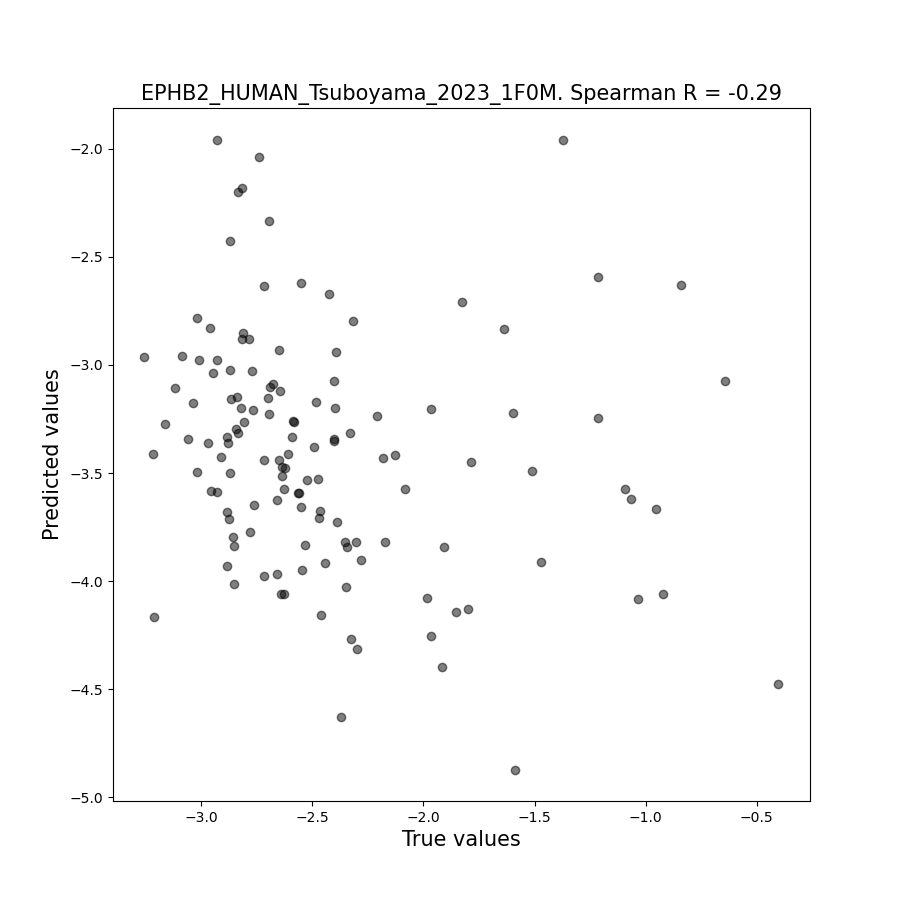 EPHB2_HUMAN_Tsuboyama_2023_1F0M. Spearman R = -0.29
−2.0
−2.5
−3.0
−3.5
−4.0
−4.5
−5.0
Predicted values
−3.0 −2.5 −2.0 −1.5 −1.0 −0.5
True values